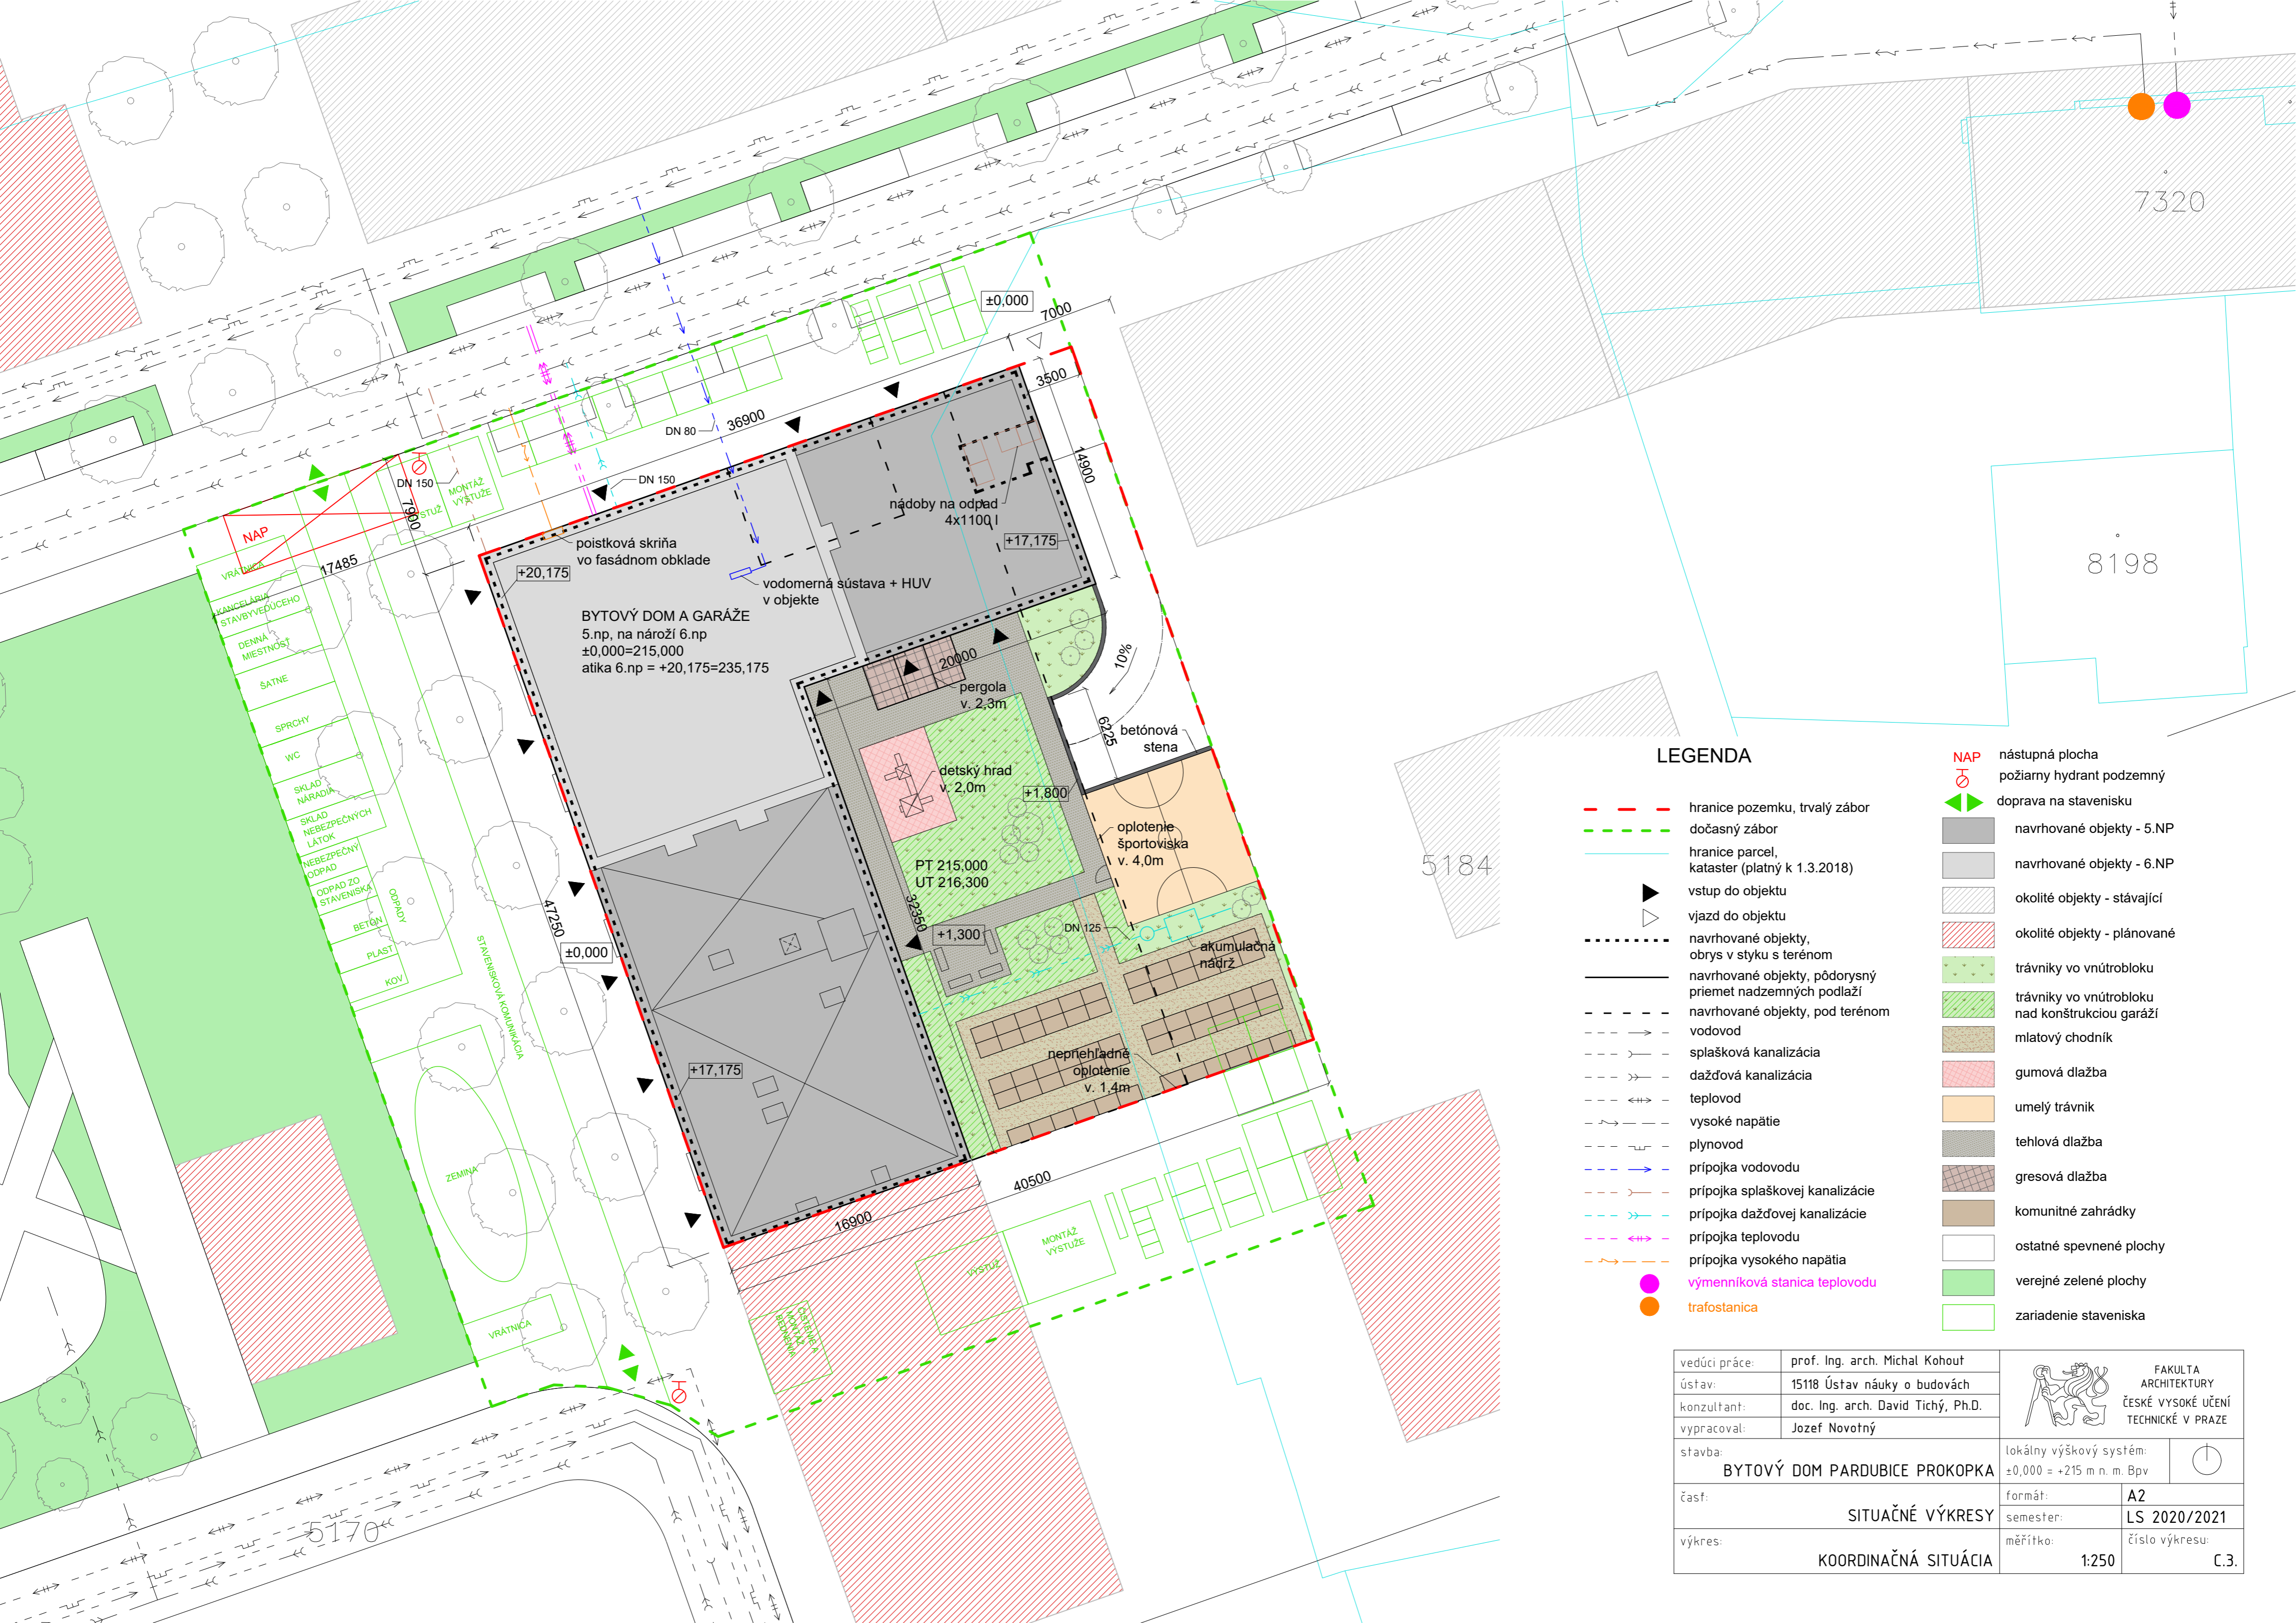 7320
8198
5184
5170
±0,000
7000
3500
36900
DN 80
14900
DN 150
DN 150
7900
17485
NAP
MONTÁŽ
VÝSTUŽE
nádoby na odpad
4x1100 l
+17,175
poistková skriňa
vo fasádnom obklade
+20,175
vodomerná sústava + HUV
v objekte
BYTOVÝ DOM A GARÁŽE
5.np, na nároží 6.np
±0,000=215,000
atika 6.np = +20,175=235,175
20000
10%
pergola
v. 2,3m
6225
betónová
stena
detský hrad
v. 2,0m
+1,800
oplotenie
športoviska
v. 4,0m
PT 215,000
UT 216,300
32350
+1,300
DN 125
akumulačná
nádrž
47250
±0,000
+17,175
nepriehľadné
oplotenie
v. 1,4m
40500
16900
VRÁTNICA
KANCELÁRIA
STAVBYVEDÚCEHO
DENNÁ
MIESTNOSŤ
ŠATNE
SPRCHY
WC
SKLAD
NÁRADIA
SKLAD
NEBEZPEČNÝCH
LÁTOK
NEBEZPEČNÝ
ODPAD
ODPAD ZO
STAVENISKA
ODPADY
BETÓN
PLAST
KOV
STAVENISKOVÁ KOMUNIKÁCIA
ZEMINA
VRÁTNICA
VÝSTUŽ
MONTÁŽ
VÝSTUŽE
ČISTENIE A
MONTÁŽ
BEDNENIA
LEGENDA
hranice pozemku, trvalý zábor
dočasný zábor
hranice parcel,
kataster (platný k 1.3.2018)
vstup do objektu
vjazd do objektu
navrhované objekty,
obrys v styku s terénom
navrhované objekty, pôdorysný
priemet nadzemných podlaží
navrhované objekty, pod terénom
vodovod
splašková kanalizácia
dažďová kanalizácia
teplovod
vysoké napätie
plynovod
prípojka vodovodu
prípojka splaškovej kanalizácie
prípojka dažďovej kanalizácie
prípojka teplovodu
prípojka vysokého napätia
výmenníková stanica teplovodu
trafostanica
NAP nástupná plocha
požiarny hydrant podzemný
doprava na stavenisku
navrhované objekty - 5.NP
navrhované objekty - 6.NP
okolité objekty - stávající
okolité objekty - plánované
trávniky vo vnútrobloku
trávniky vo vnútrobloku
nad konštrukciou garáží
mlatový chodník
gumová dlažba
umelý trávnik
tehlová dlažba
gresová dlažba
komunitné zahrádky
ostatné spevnené plochy
verejné zelené plochy
zariadenie staveniska
vedúci práce: prof. Ing. arch. Michal Kohout
ústav: 15118 Ústav náuky o budovách
konzultant: doc. Ing. arch. David Tichý, Ph.D.
vypracoval: Jozef Novotný
FAKULTA
ARCHITEKTURY
ČESKÉ VYSOKÉ UČENÍ
TECHNICKÉ V PRAZE
stavba:
BYTOVÝ DOM PARDUBICE PROKOPKA
lokálny výškový systém:
±0,000 = +215 m n. m. Bpv
časť:
SITUAČNÉ VÝKRESY
formát: A2
semester: LS 2020/2021
výkres:
KOORDINAČNÁ SITUÁCIA
měřítko:
1:250
číslo výkresu:
C.3.